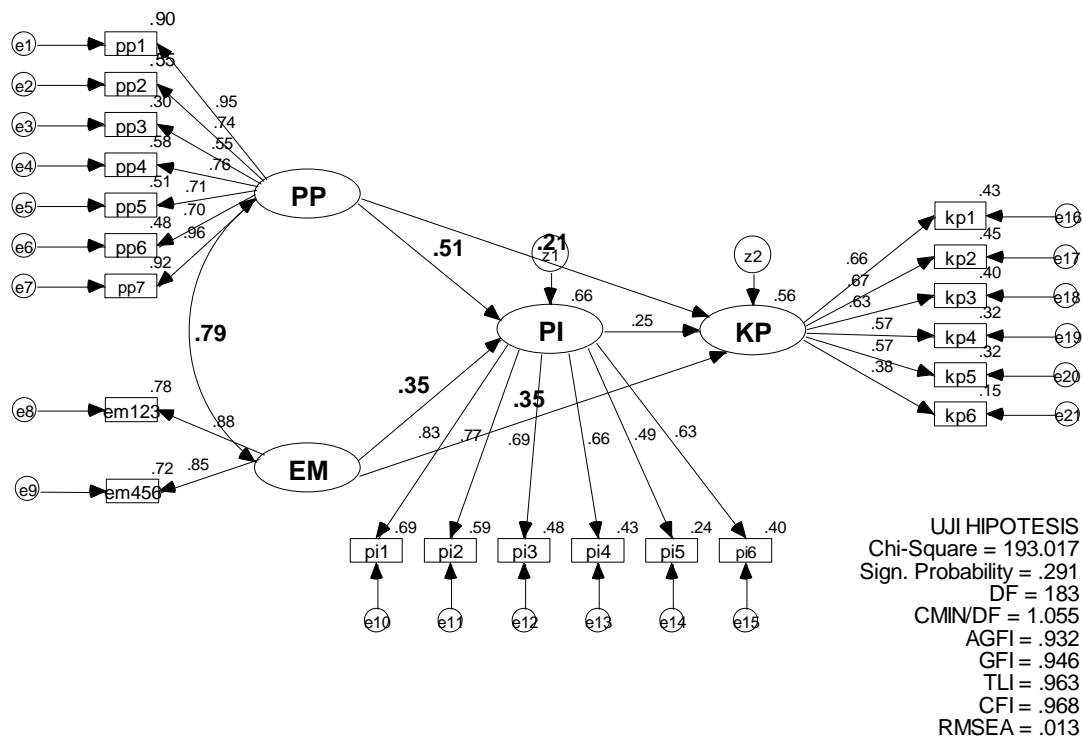 .90
e1 pp1
.55
e2 pp2
.95
.30
.74
e3 pp3
.58
.55
e4 pp4
.76
.51
.71
e5 pp5
PP
.48
.70
e6 pp6
.96
.92
e7 pp7
.79
.51
.21
z1
z2
.66
PI
.25
.56
KP
.43
kp1 e16
.66
.45
kp2 e17
.67
.40
kp3 e18
.63
.32
kp4 e19
.57
.32
kp5 e20
.57
.15
kp6 e21
.38
.78
e8 em123
.88
.72
.85
e9 em456
EM
.35
.35
.83
.77
.69
.66
.49
.63
.69 .59 .48 .43 .24 .40
pi1 pi2 pi3 pi4 pi5 pi6
e10 e11 e12 e13 e14 e15
UJI HIPOTESIS
Chi-Square = 193.017
Sign. Probability = .291
DF = 183
CMIN/DF = 1.055
AGFI = .932
GFI = .946
TLI = .963
CFI = .968
RMSEA = .013